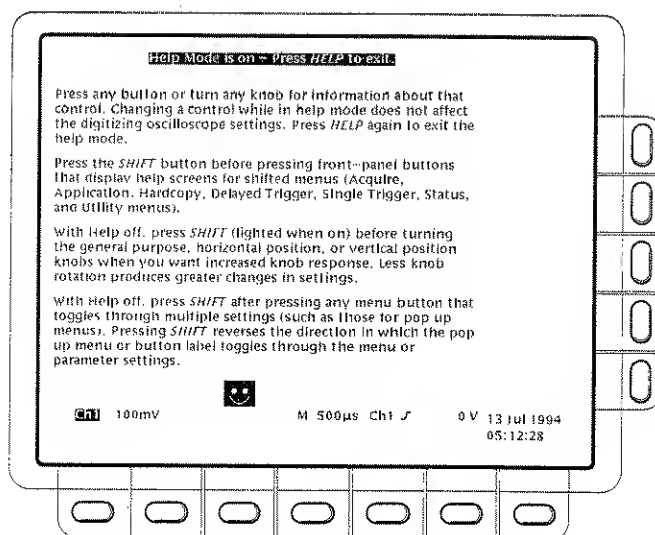 Help Mode is on - Press HELP to exit.
Press any button or turn any knob for information about that
control. Changing a control while in help mode does not affect
the digitizing oscilloscope settings. Press HELP again to exit the
help mode.
Press the SHIFT button before pressing front-panel buttons
that display help screens for shifted menus (Acquire,
Application, Hardcopy, Delayed Trigger, Single Trigger, Status,
and Utility menus).
With Help off, press SHIFT (lighted when on) before turning
the general purpose, horizontal position, or vertical position
knobs when you want increased knob response. Less knob
rotation produces greater changes in settings.
With Help off, press SHIFT after pressing any menu button that
toggles through multiple settings (such as those for pop up
menus). Pressing SHIFT reverses the direction in which the pop
up menu or button label toggles through the menu or
parameter settings.
Ch1 100mV M 500µs Ch1 ∫ 0 V 13 Jul 1994
05:12:28